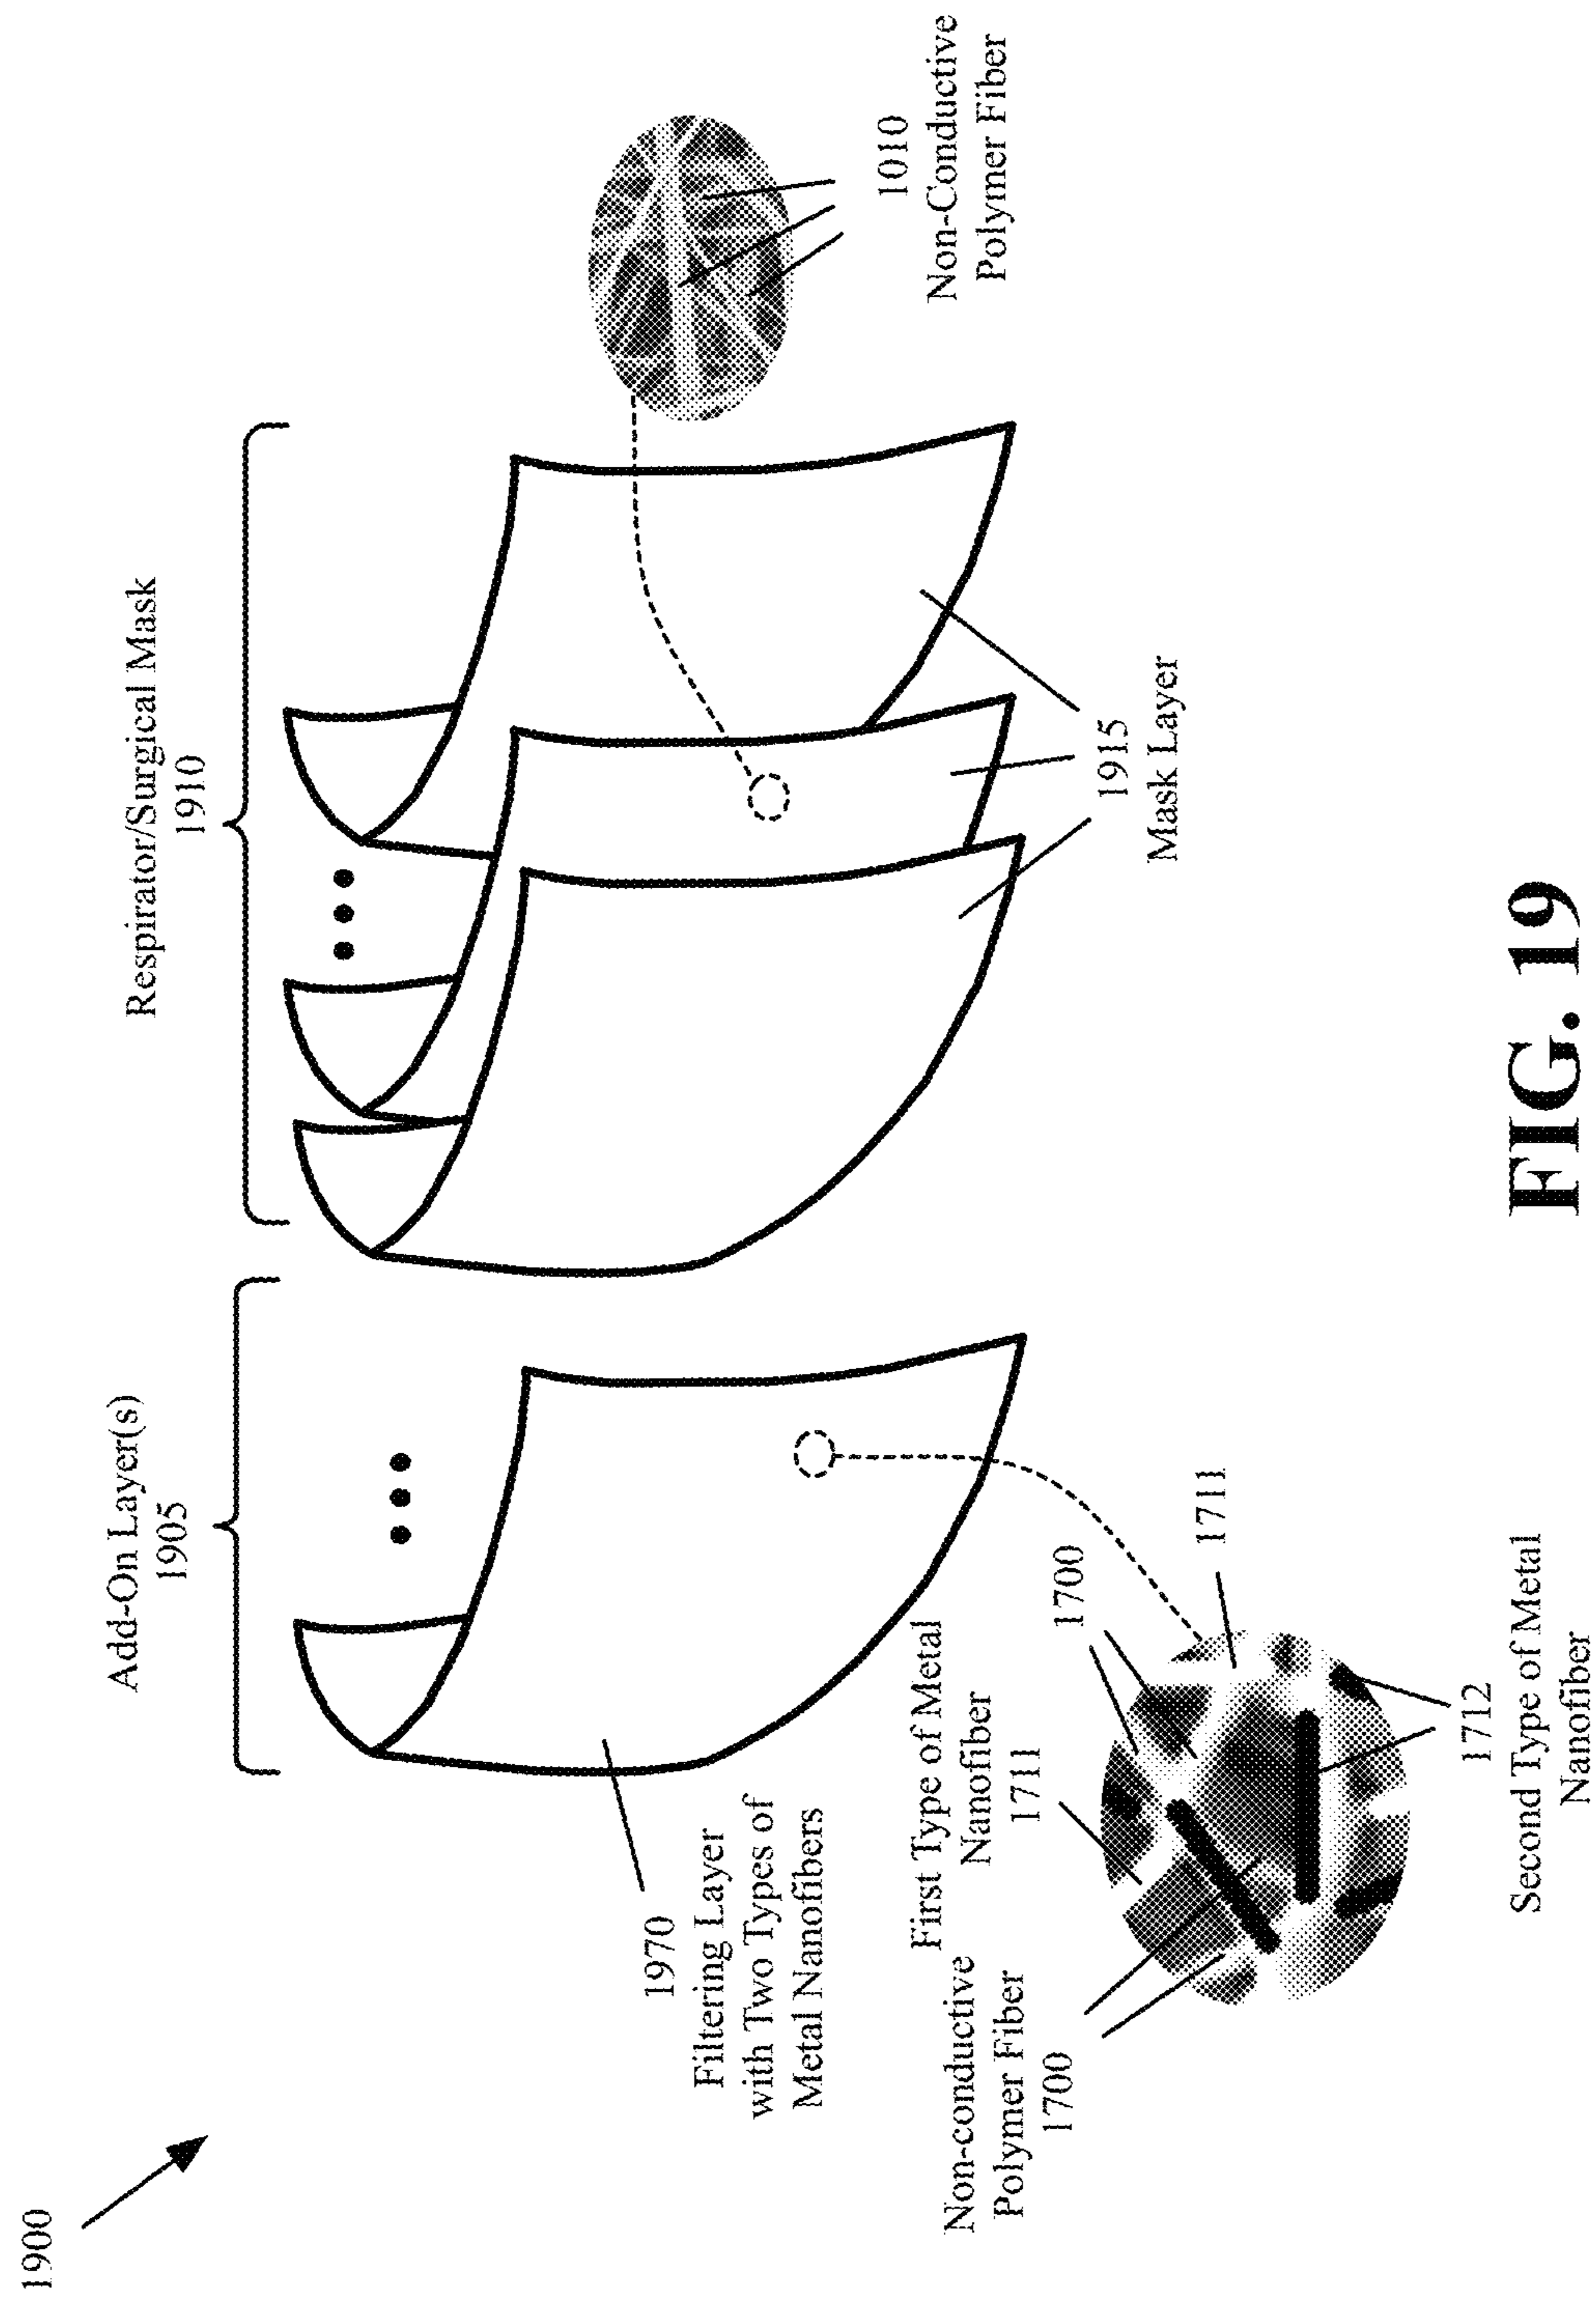 1900
Add-On Layer(s)
1905
Respirator/Surgical Mask
1910
1970
Filtering Layer
with Two Types of
Metal Nanofibers
Non-conductive
Polymer Fiber
1700
First Type of Metal
Nanofiber
1711
1700
1711
1712
Second Type of Metal
Nanofiber
1915
Mask Layer
1010
Non-Conductive
Polymer Fiber
FIG. 19